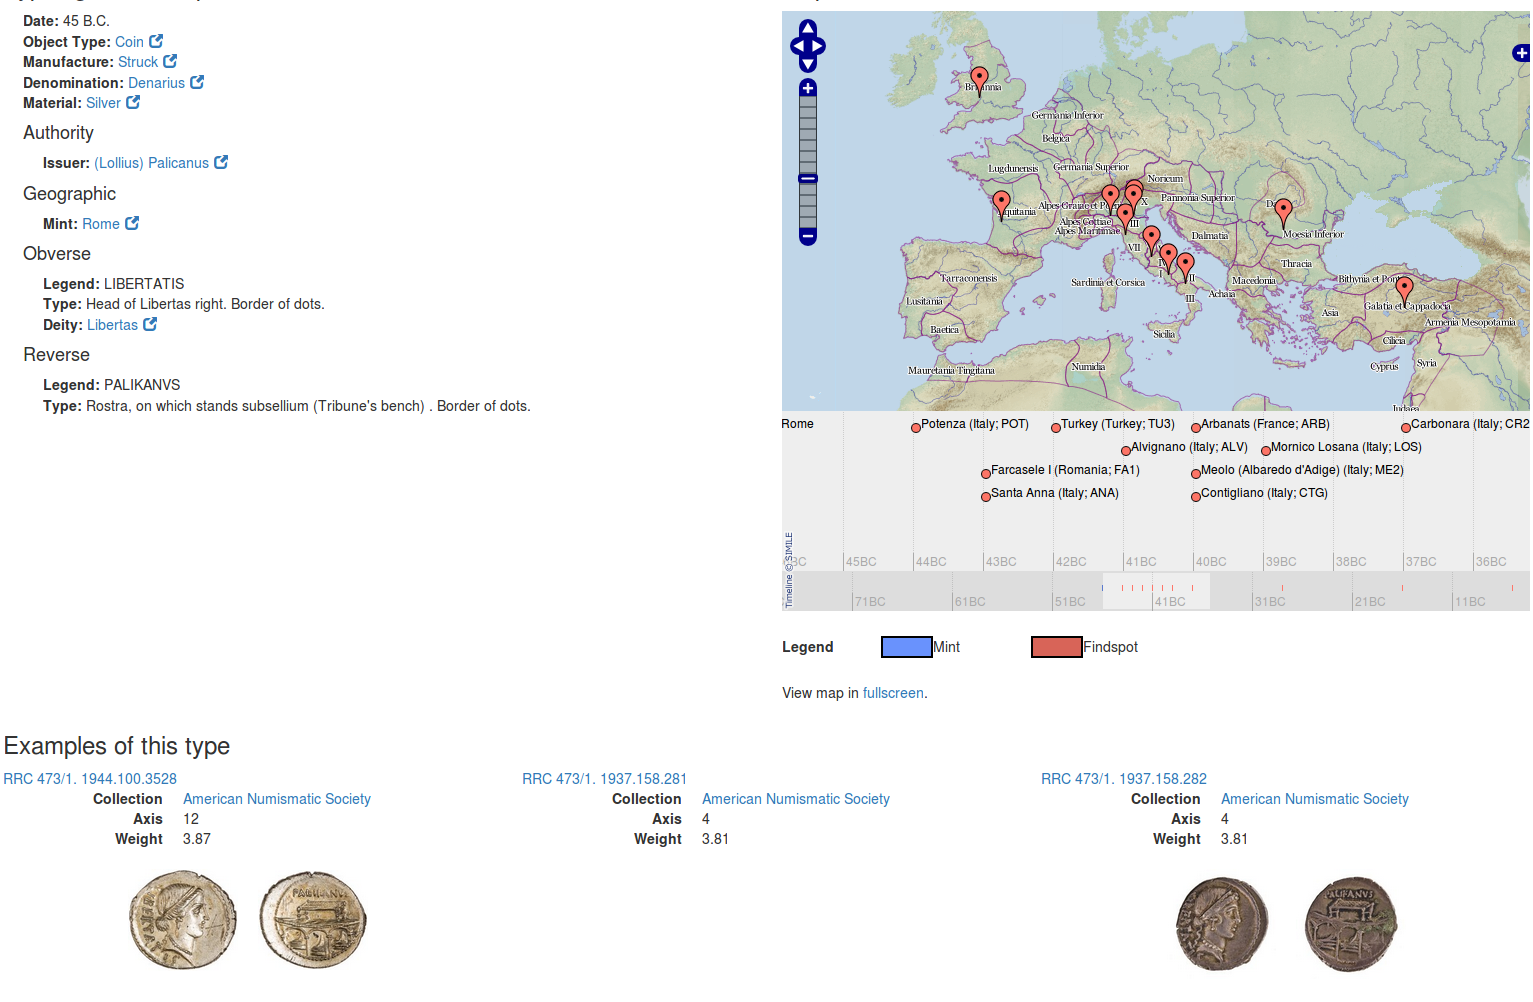 Date: 45 B.C.
Object Type: Coin
Manufacture: Struck
Denomination: Denarius
Material: Silver
Authority
Issuer: (Lollius) Palicanus
Geographic
Mint: Rome
Obverse
Legend: LIBERTATIS
Type: Head of Libertas right. Border of dots.
Deity: Libertas
Reverse
Legend: PALIKANVS
Type: Rostra, on which stands subsellium (Tribune's bench) . Border of dots.
Germania Inferior
Belgica
Lugdunensis
Germania Superior
Noricum
Alpes Graiae et
X
Pannonia Superior
Alpes Cottiae
III
Alpes Maritimae
VII
Dalmatia
Moesia Inferior
Thracia
Tarraconensis
Sardinia et Corsica
Macedonia
Bithynia et
Lusitania
III
Achaia
Galatia et Cappadocia
Asia
Armenia Mesopotamia
Baetica
Sicilia
Cilicia
Mauretania Tingitana
Numidia
Cyprus
Syria
Judaea
Rome
Potenza (Italy; POT)
Turkey (Turkey; TU3)
Arbanats (France; ARB)
Carbonara (Italy; CR2
Alvignano (Italy; ALV)
Mornico Losana (Italy; LOS)
Farcasele I (Romania; FA1)
Meolo (Albaredo d'Adige) (Italy; ME2)
Santa Anna (Italy; ANA)
Contigliano (Italy; CTG)
Timeline © SIMILE
45BC 44BC 43BC 42BC 41BC 40BC 39BC 38BC 37BC 36BC
71BC 61BC 51BC 41BC 31BC 21BC 11BC
Legend Mint Findspot
View map in fullscreen.
Examples of this type
RRC 473/1. 1944.100.3528
Collection American Numismatic Society
Axis 12
Weight 3.87
RRC 473/1. 1937.158.281
Collection American Numismatic Society
Axis 4
Weight 3.81
RRC 473/1. 1937.158.282
Collection American Numismatic Society
Axis 4
Weight 3.81